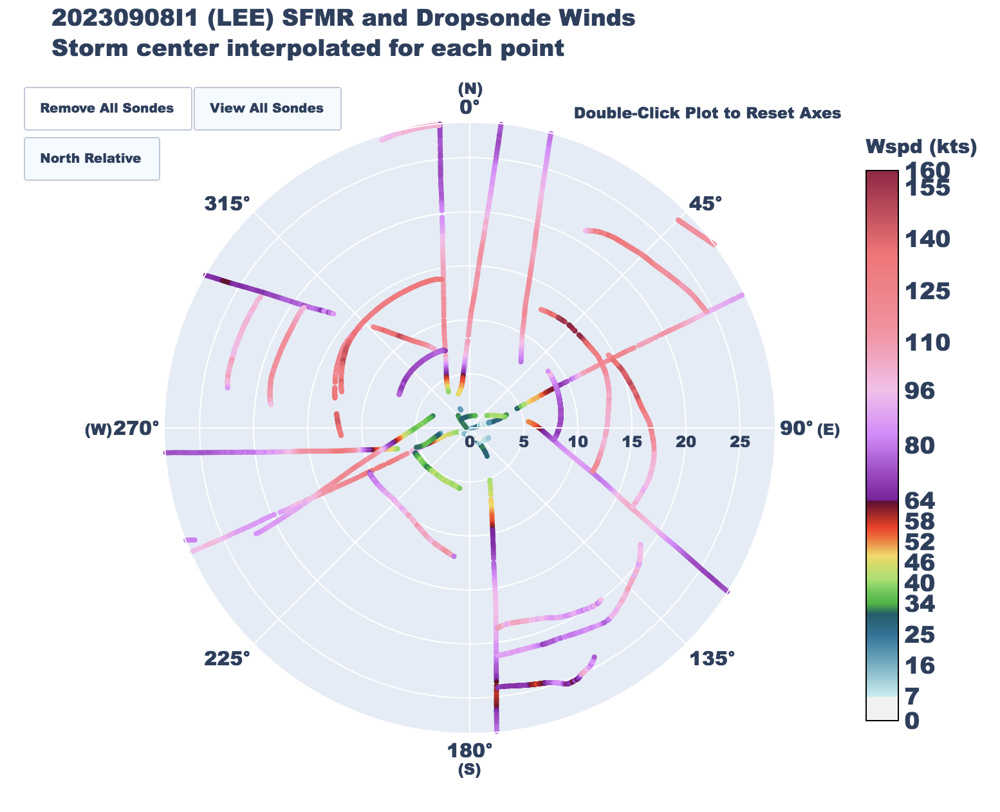 20230908I1 (LEE) SFMR and Dropsonde Winds
Storm center interpolated for each point
Remove All Sondes
View All Sondes
North Relative
(N)
0°
Double-Click Plot to Reset Axes
315°
45°
(W) 270°
90° (E)
0 5 10 15 20 25
225°
135°
180°
(S)
Wspd (kts)
160
155
140
125
110
96
80
64
58
52
46
40
34
25
16
7
0